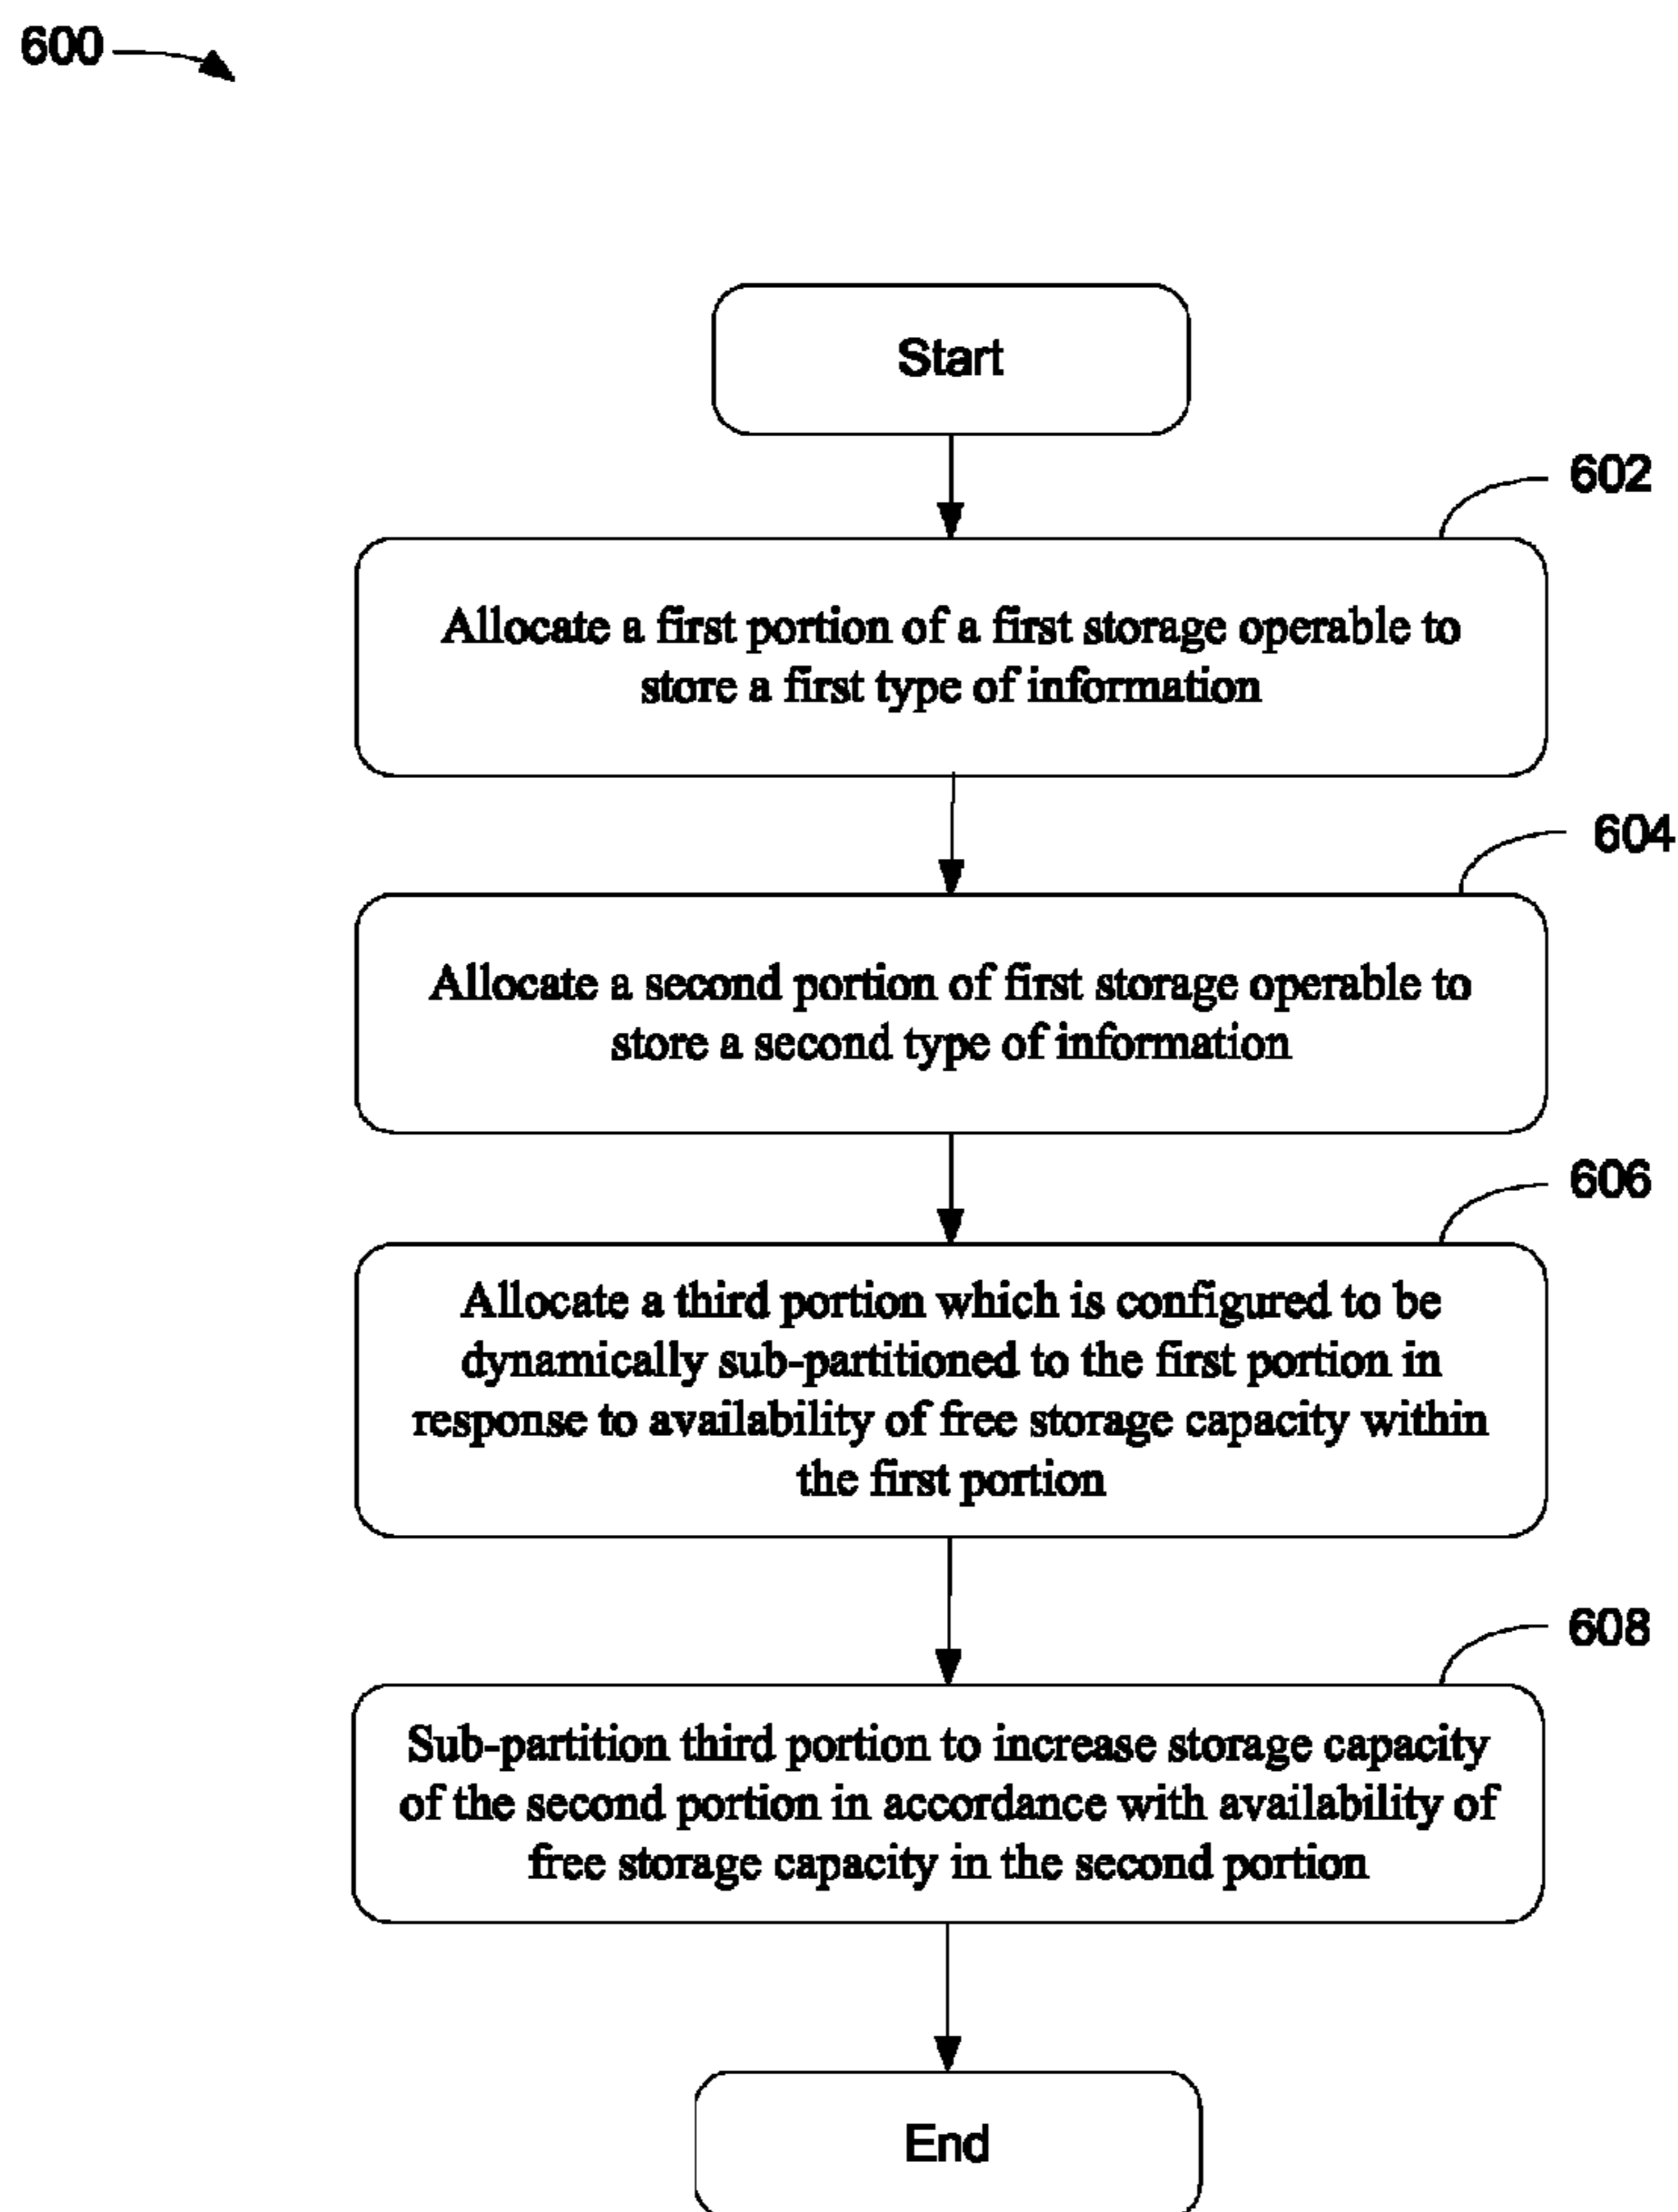 600
Start
602
Allocate a first portion of a first storage operable to
store a first type of information
604
Allocate a second portion of first storage operable to
store a second type of information
606
Allocate a third portion which is configured to be
dynamically sub-partitioned to the first portion in
response to availability of free storage capacity within
the first portion
608
Sub-partition third portion to increase storage capacity
of the second portion in accordance with availability of
free storage capacity in the second portion
End